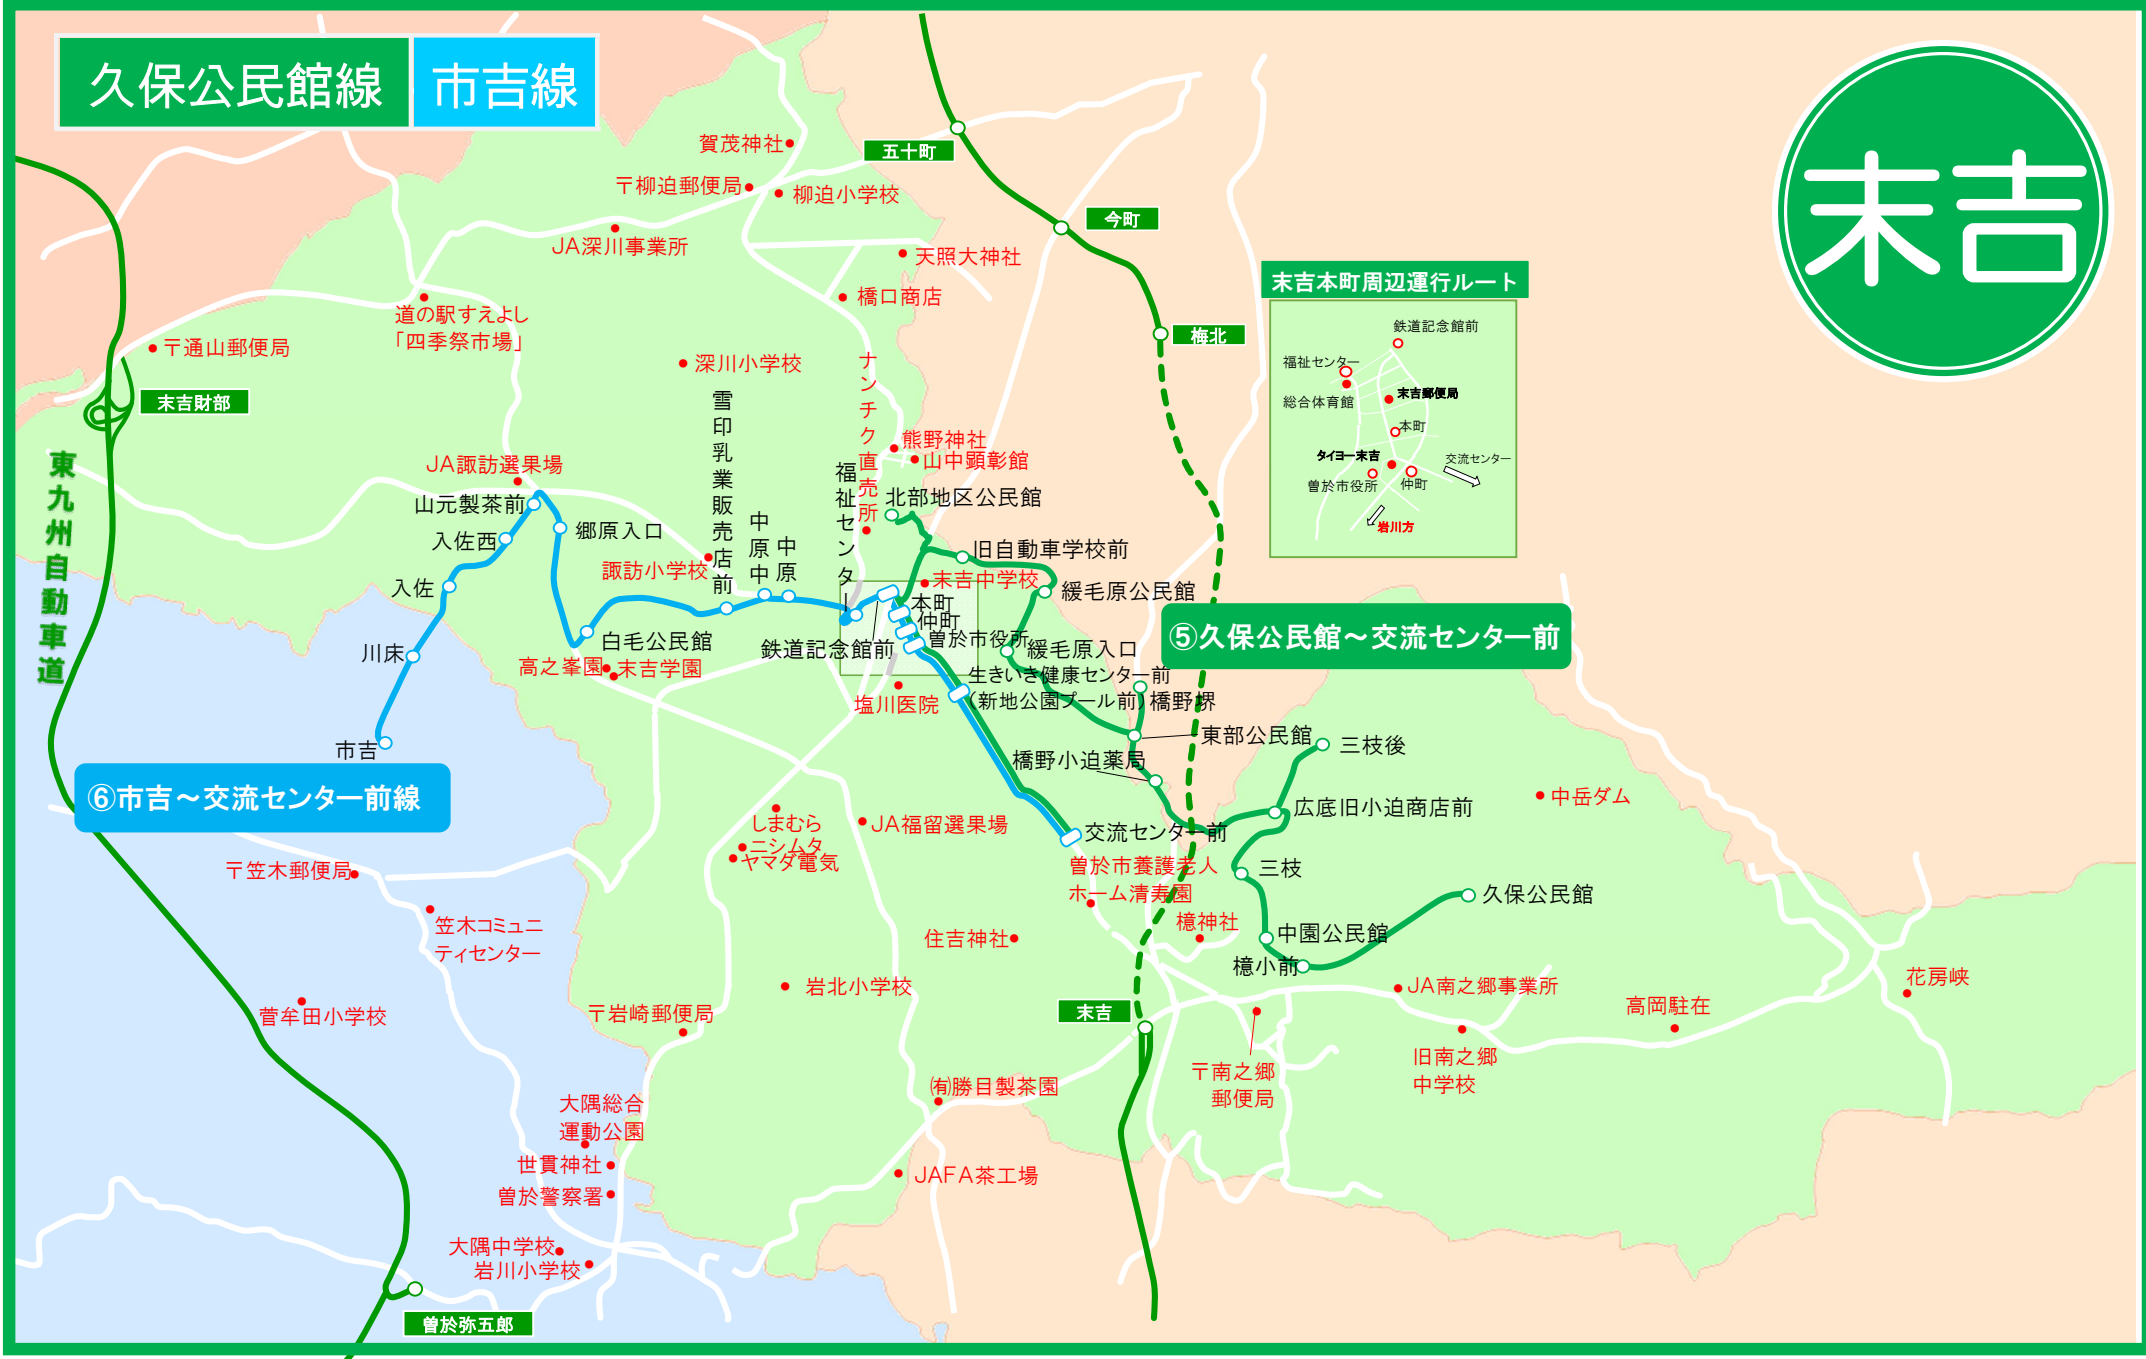 久保公民館線
市吉線
末吉
賀茂神社
五十町
〒柳迫郵便局
柳迫小学校
今町
JA深川事業所
天照大神社
橋口商店
道の駅すえよし
「四季祭市場」
〒通山郵便局
深川小学校
梅北
末吉財部
末吉本町周辺運行ルート
鉄道記念館前
福祉センター
末吉郵便局
総合体育館
本町
タイヨー末吉
交流センター
曽於市役所
仲町
岩川方
東九州自動車道
雪印乳業販売店前
ナンチク直売所
熊野神社
山中顕彰館
JA諏訪選果場
福祉センター
山元製茶前
北部地区公民館
郷原入口
入佐西
中原中
中原
旧自動車学校前
諏訪小学校
末吉中学校
入佐
緩毛原公民館
本町
仲町
白毛公民館
曽於市役所
鉄道記念館前
緩毛原入口
⑤久保公民館～交流センター前
川床
高之峯園
末吉学園
生きいき健康センター前
(新地公園プール前)
橋野堺
塩川医院
東部公民館
三枝後
市吉
橋野小迫薬局
⑥市吉～交流センター前線
中岳ダム
広底旧小迫商店前
しまむら
ニシムタ
ヤマダ電気
JA福留選果場
交流センター前
〒笠木郵便局
曽於市養護老人
ホーム清寿園
三枝
久保公民館
笠木コミュニ
ティセンター
住吉神社
檍神社
中園公民館
檍小前
岩北小学校
JA南之郷事業所
花房峡
菅牟田小学校
〒岩崎郵便局
末吉
高岡駐在
旧南之郷
中学校
〒南之郷
郵便局
㈲勝目製茶園
大隅総合
運動公園
世貫神社
JAFA茶工場
曽於警察署
大隅中学校
岩川小学校
曽於弥五郎